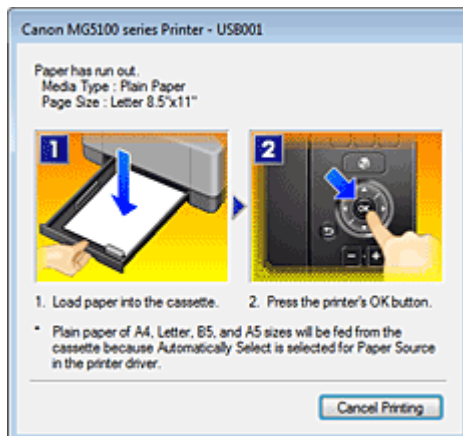 Canon MG5100 series Printer - USB001
Paper has run out.
Media Type : Plain Paper
Page Size : Letter 8.5"x11"
1 2
OK
1. Load paper into the cassette. 2. Press the printer's OK button.
* Plain paper of A4, Letter, B5, and A5 sizes will be fed from the
cassette because Automatically Select is selected for Paper Source
in the printer driver.
Cancel Printing